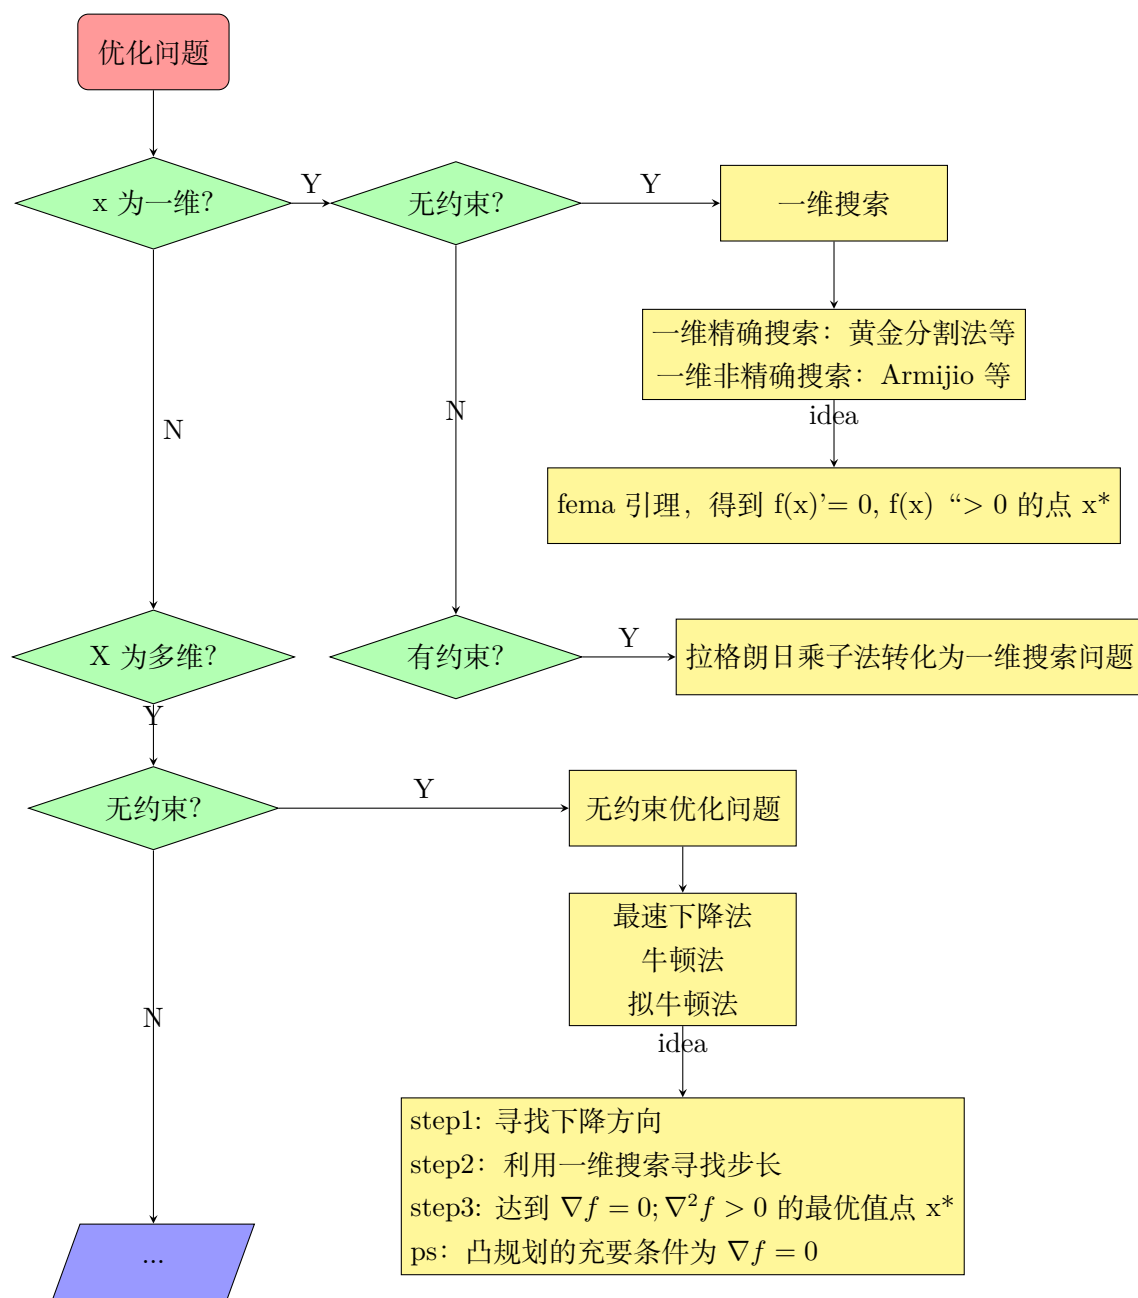 优化问题
x 为一维？
Y
无约束？
Y
一维搜索
一维精确搜索：黄金分割法等
一维非精确搜索：Armijio 等
idea
N
N
fema 引理，得到 f(x)’= 0, f(x)“> 0 的点 x*
X 为多维？
有约束？
Y
拉格朗日乘子法转化为一维搜索问题
Y
无约束？
Y
无约束优化问题
最速下降法
牛顿法
拟牛顿法
idea
N
step1: 寻找下降方向
step2：利用一维搜索寻找步长
step3: 达到 ∇f = 0; ∇²f > 0 的最优值点 x*
ps：凸规划的充要条件为 ∇f = 0
...